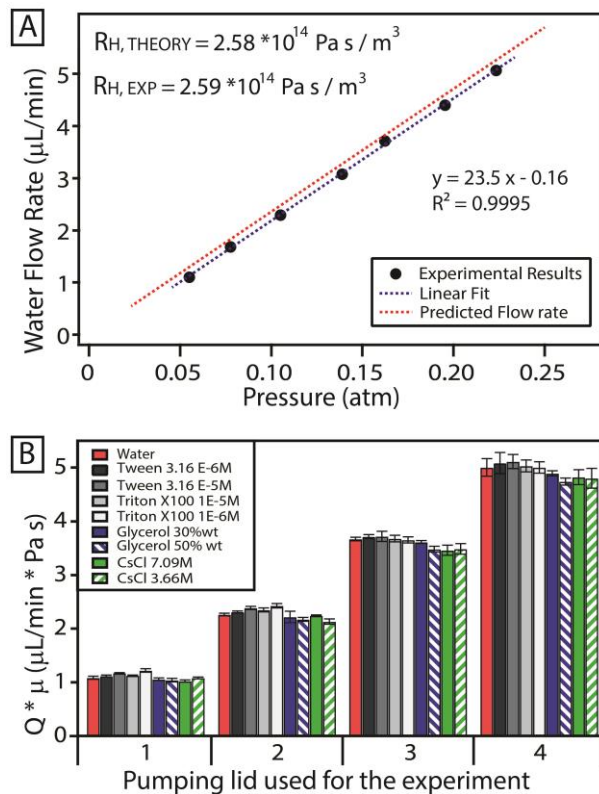 A
R_H, THEORY = 2.58 *10^14 Pa s / m^3
R_H, EXP = 2.59 *10^14 Pa s / m^3
y = 23.5 x - 0.16
R² = 0.9995
Experimental Results
Linear Fit
Predicted Flow rate
Water Flow Rate (µL/min)
5
4
3
2
1
0
0 0.05 0.10 0.15 0.20 0.25
Pressure (atm)
B
Water
Tween 3.16 E-6M
Tween 3.16 E-5M
Triton X100 1E-5M
Triton X100 1E-6M
Glycerol 30%wt
Glycerol 50% wt
CsCl 7.09M
CsCl 3.66M
Q * µ (µL/min * Pa s)
5
4
3
2
1
0
1 2 3 4
Pumping lid used for the experiment